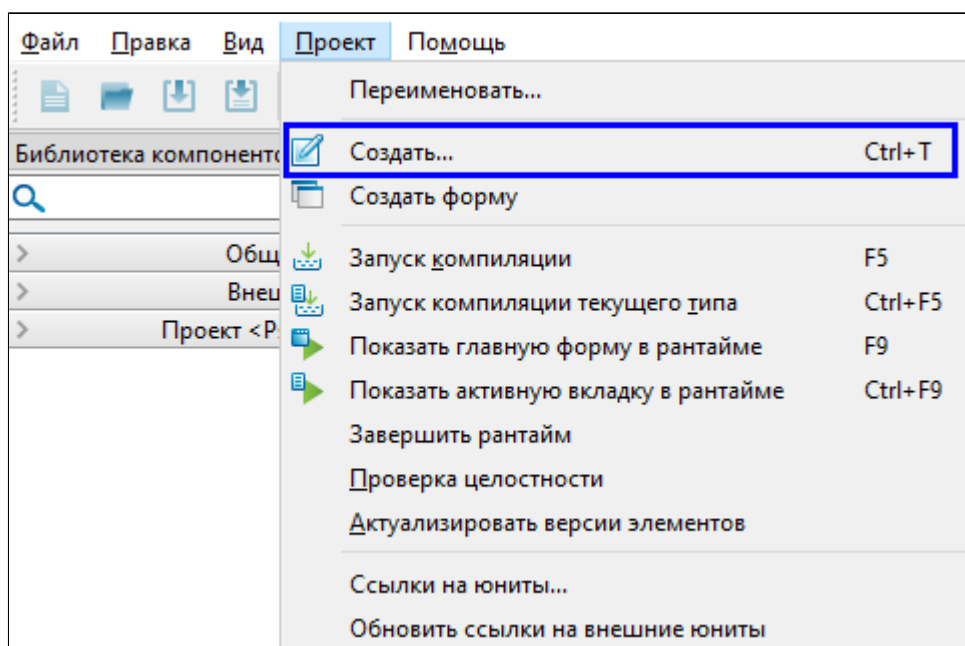 Файл Правка Вид Проект Помощь
Переименовать...
Библиотека компоненто Создать... Ctrl+T
Создать форму
Общ Запуск компиляции F5
Внеш Запуск компиляции текущего типа Ctrl+F5
Проект <Р Показать главную форму в рантайме F9
Показать активную вкладку в рантайме Ctrl+F9
Завершить рантайм
Проверка целостности
Актуализировать версии элементов
Ссылки на юниты...
Обновить ссылки на внешние юниты